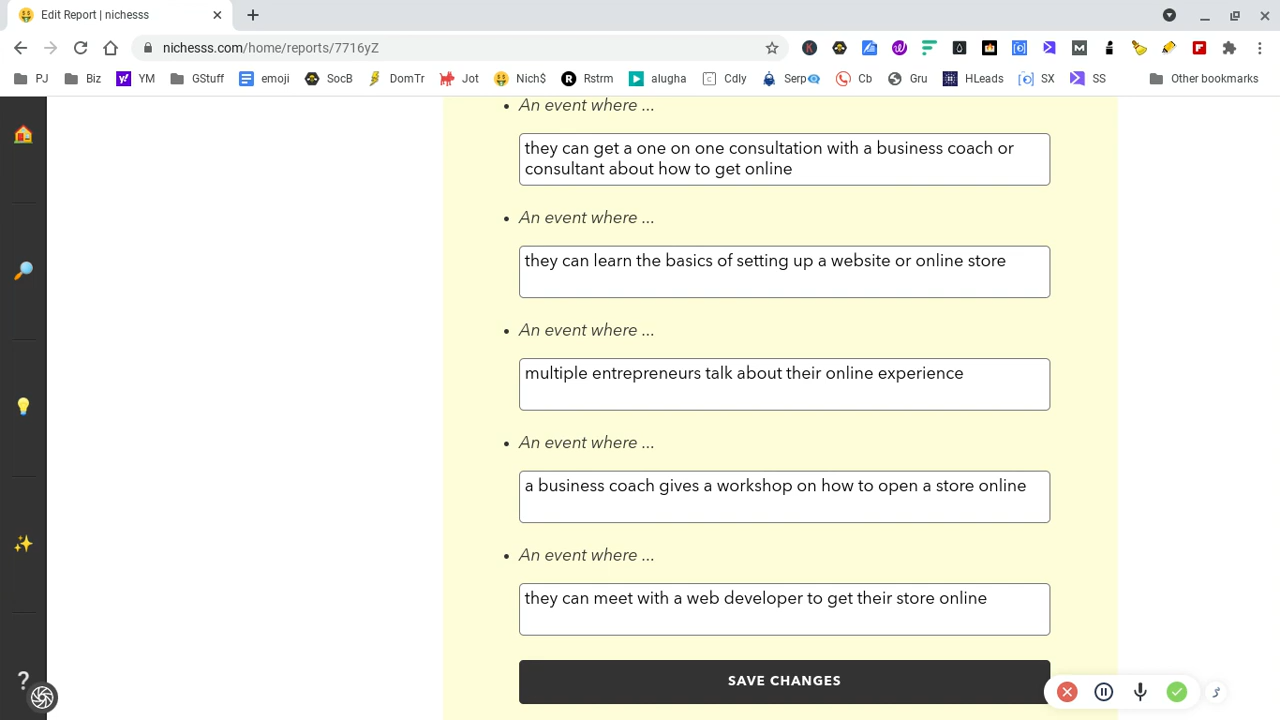 Edit Report | nichesss
nichesss.com/home/reports/7716yZ
PJ Biz YM GStuff emoji SocB DomTr Jot Nich$ Rstrm alugha Cdly Serp Cb Gru HLeads SX SS Other bookmarks
An event where ...
they can get a one on one consultation with a business coach or
consultant about how to get online
An event where ...
they can learn the basics of setting up a website or online store
An event where ...
multiple entrepreneurs talk about their online experience
An event where ...
a business coach gives a workshop on how to open a store online
An event where ...
they can meet with a web developer to get their store online
SAVE CHANGES
?